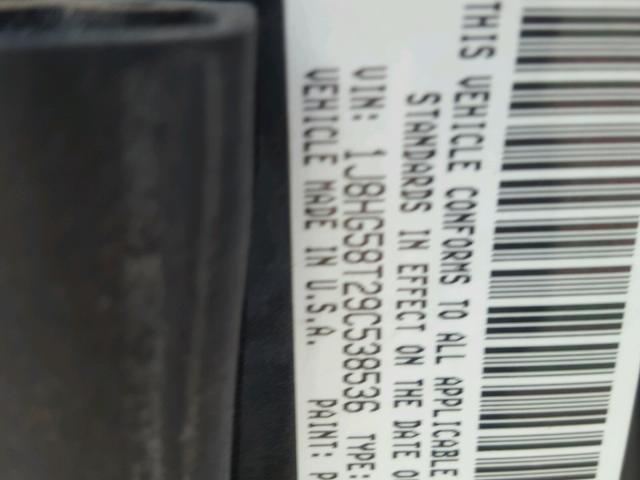 THIS VEHICLE CONFORMS TO ALL APPLICABLE
STANDARDS IN EFFECT ON THE DATE O
VIN: 1J8HG58T29C538536 TYPE:
VEHICLE MADE IN U.S.A. PAINT: P